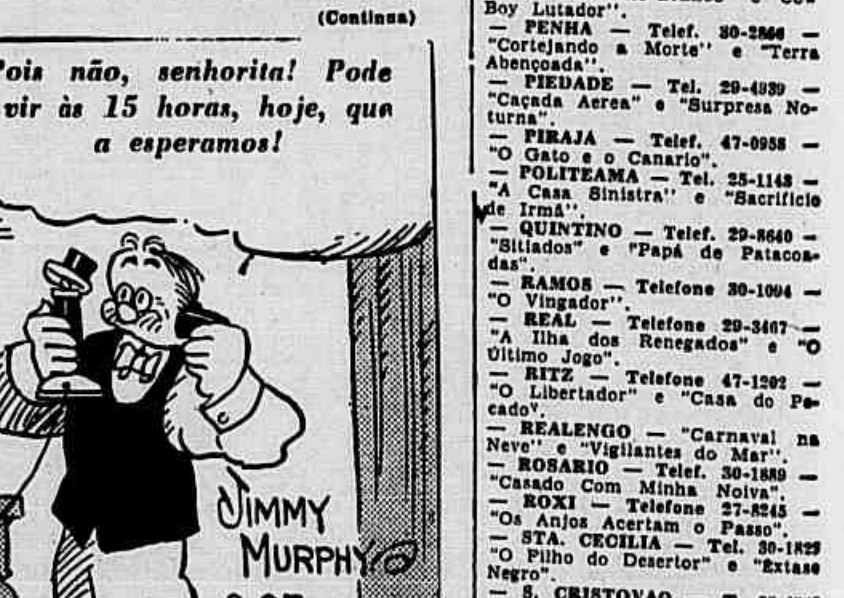 (Continua)
Pois não, senhorita! Pode
vir às 15 horas, hoje, que
a esperamos!
JIMMY
MURPHY
Boy Lutador".
— PENHA — Telef. 30-2866 —
"Cortejando a Morte" e "Terra
Abençoada".
— PIEDADE — Tel. 29-4939 —
"Caçada Aerea" e "Surpresa No-
turna".
— PIRAJA — Telef. 47-0958 —
"O Gato e o Canario".
— POLITEAMA — Tel. 25-1143 —
"A Casa Sinistra" e "Sacrificio
de Irmã".
— QUINTINO — Telef. 29-8640 —
"Sitiados" e "Papá de Patacoa-
das".
— RAMOS — Telefone 30-1094 —
"O Vingador".
— REAL — Telefone 29-3467 —
"A Ilha dos Renegados" e "O
Último Jogo".
— RITZ — Telefone 47-1202 —
"O Libertador" e "Casa do Pe-
cado".
— REALENGO — "Carnaval na
Neve" e "Vigilantes do Mar".
— ROSARIO — Telef. 30-1889 —
"Casado Com Minha Noiva".
— ROXI — Telefone 27-8245 —
"Os Anjos Acertam o Passo".
— STA. CECILIA — Tel. 30-1823
"O Pilho do Desertor" e "Êxtase
Negro".
— S. CRISTOVAO —